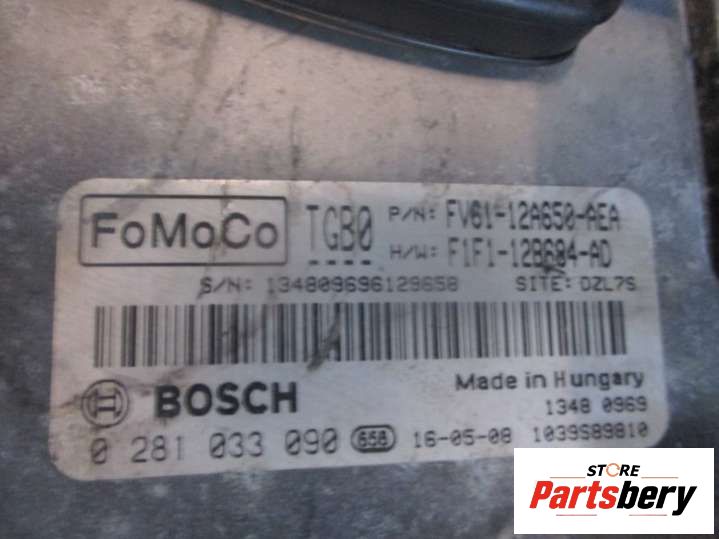 FoMoCo TGB0 P/N: FV61-12A650-AEA
H/W: F1F1-12B684-AD
S/N: 134809696129658 SITE: DZL7S
BOSCH Made in Hungary
1348 0969
0 281 033 090 658 16-05-08 1039S89810
STORE
Partsbery